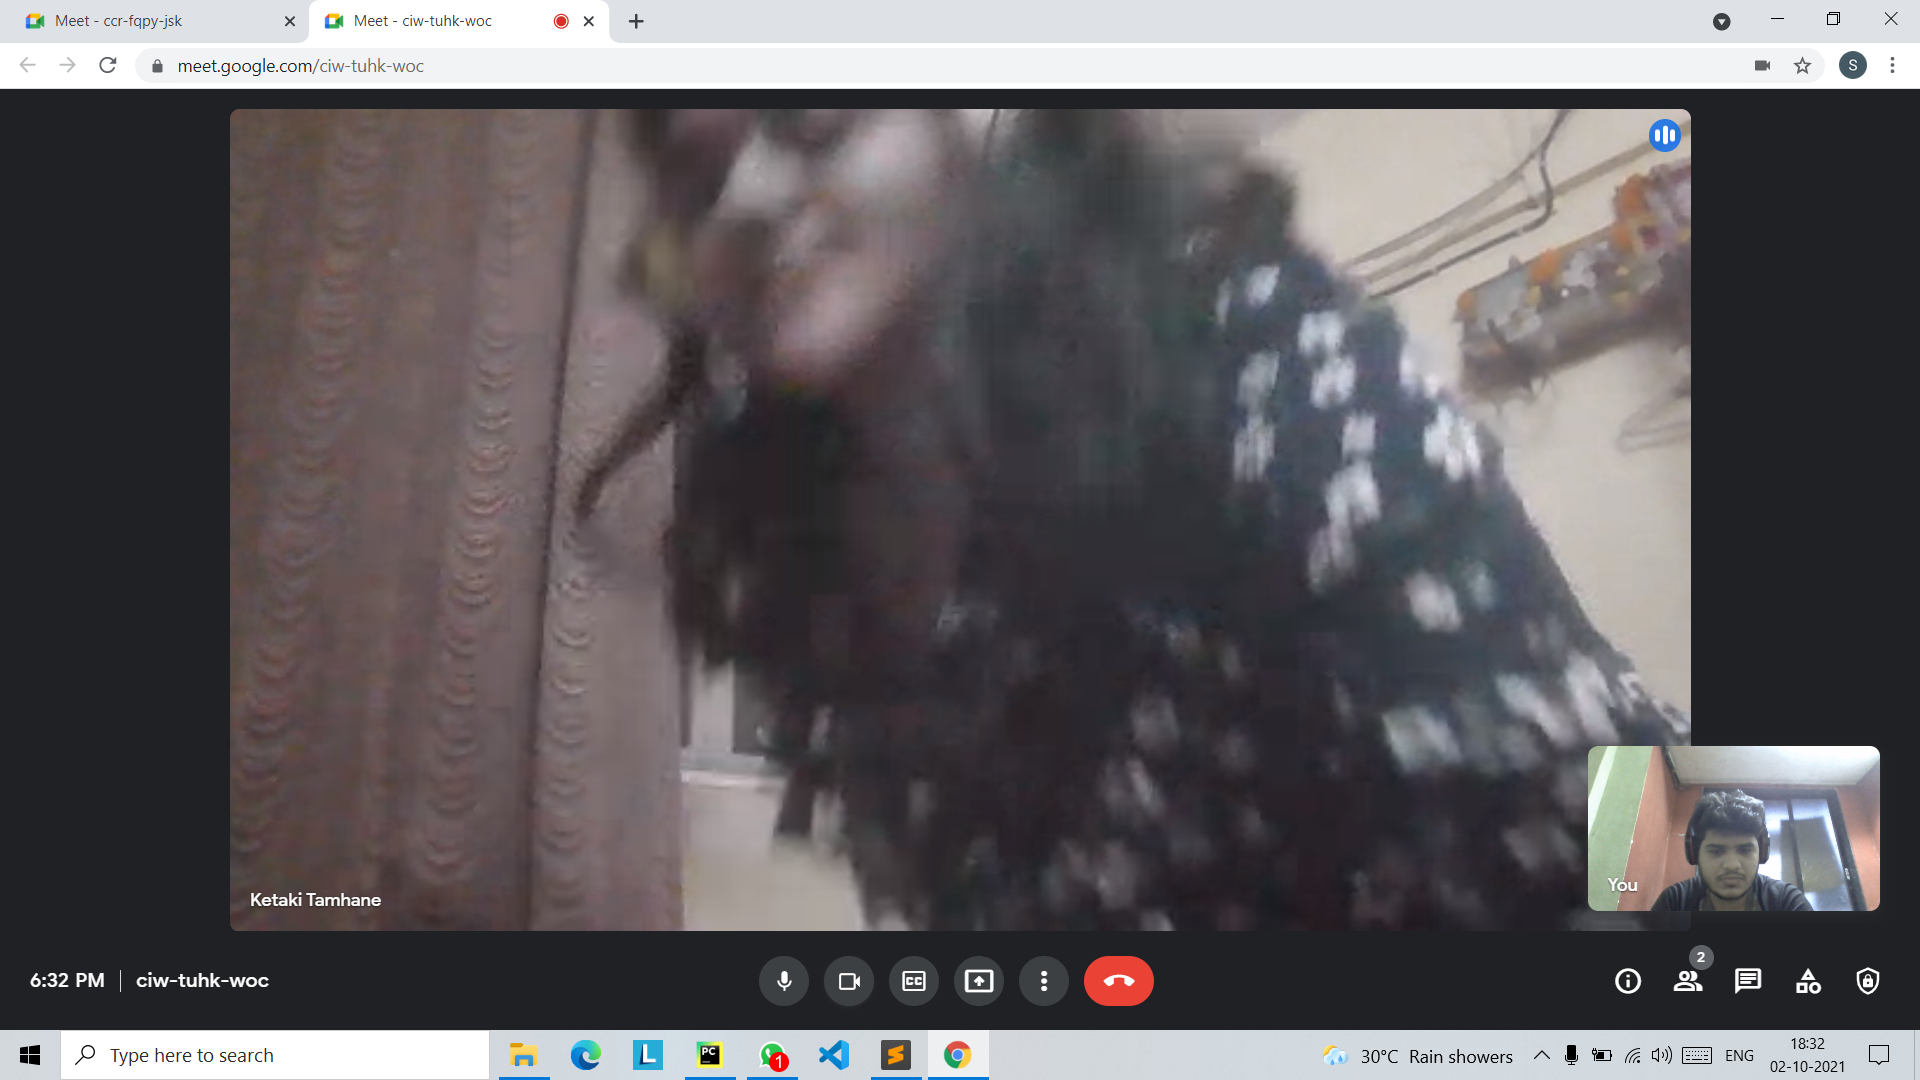 Meet - ccr-fqpy-jsk
Meet - ciw-tuhk-woc
meet.google.com/ciw-tuhk-woc
S
Ketaki Tamhane
You
6:32 PM | ciw-tuhk-woc
CC
2
Type here to search
L
PC
1
30°C Rain showers
ENG
18:32
02-10-2021